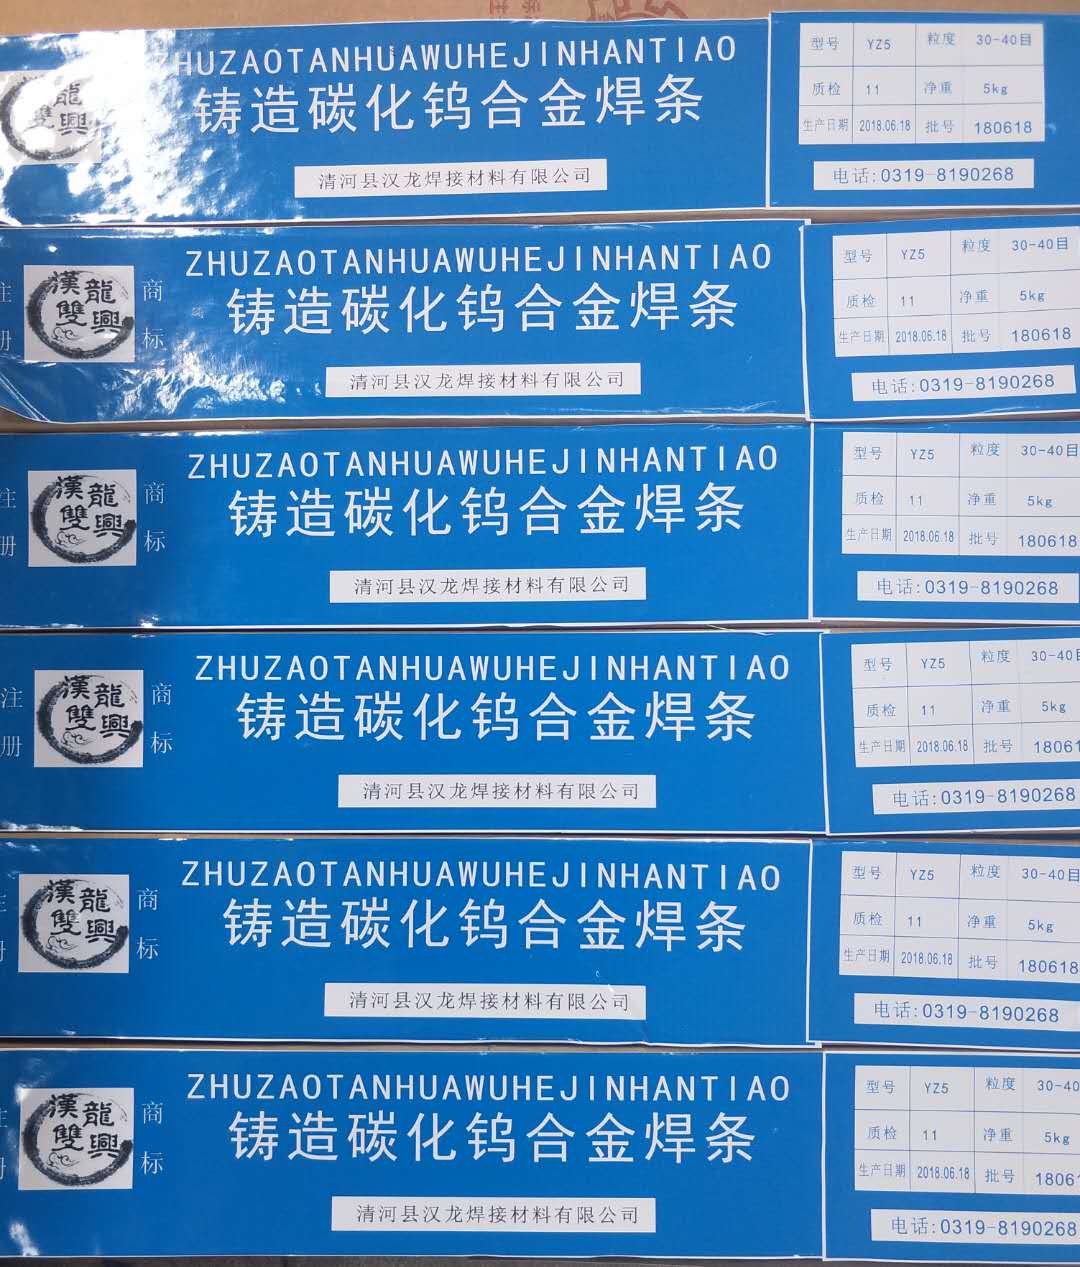 ZHUZAOTANHUAWUHEJINHANTIAO
铸造碳化钨合金焊条
清河县汉龙焊接材料有限公司
龍
雙興
型号 YZ5 粒度 30-40目
质检 11 净重 5kg
生产日期 2018.06.18 批号 180618
电话:0319-8190268
注 册
漢龍
雙興
商 标
ZHUZAOTANHUAWUHEJINHANTIAO
铸造碳化钨合金焊条
清河县汉龙焊接材料有限公司
型号 YZ5 粒度 30-40目
质检 11 净重 5kg
生产日期 2018.06.18 批号 180618
电话:0319-8190268
注 册
漢龍
雙興
商 标
ZHUZAOTANHUAWUHEJINHANTIAO
铸造碳化钨合金焊条
清河县汉龙焊接材料有限公司
型号 YZ5 粒度 30-40目
质检 11 净重 5kg
生产日期 2018.06.18 批号 180618
电话:0319-8190268
注 册
漢龍
雙興
商 标
ZHUZAOTANHUAWUHEJINHANTIAO
铸造碳化钨合金焊条
清河县汉龙焊接材料有限公司
型号 YZ5 粒度 30-40目
质检 11 净重 5kg
生产日期 2018.06.18 批号 18061
电话:0319-8190268
漢龍
雙興
商 标
ZHUZAOTANHUAWUHEJINHANTIAO
铸造碳化钨合金焊条
清河县汉龙焊接材料有限公司
型号 YZ5 粒度 30-40目
质检 11 净重 5kg
生产日期 2018.06.18 批号 180618
电话:0319-8190268
漢龍
雙興
商 标
ZHUZAOTANHUAWUHEJINHANTIAO
铸造碳化钨合金焊条
清河县汉龙焊接材料有限公司
型号 YZ5 粒度 30-40
质检 11 净重 5kg
生产日期 2018.06.18 批号 18061
电话:0319-8190268